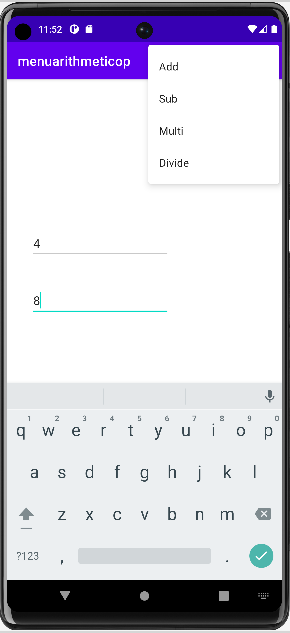 11:52
menuarithmeticop
Add
Sub
Multi
Divide
4
8
1 2 3 4 5 6 7 8 9 0
q w e r t y u i o p
a s d f g h j k l
z x c v b n m
?123 , .